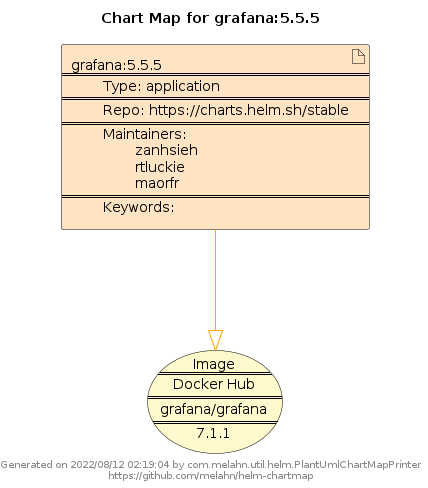 Chart Map for grafana:5.5.5
grafana:5.5.5
Type: application
Repo: https://charts.helm.sh/stable
Maintainers:
zanhsieh
rtluckie
maorfr
Keywords:
Image
Docker Hub
grafana/grafana
7.1.1
Generated on 2022/08/12 02:19:04 by com.melahn.util.helm.PlantUmlChartMapPrinter
https://github.com/melahn/helm-chartmap